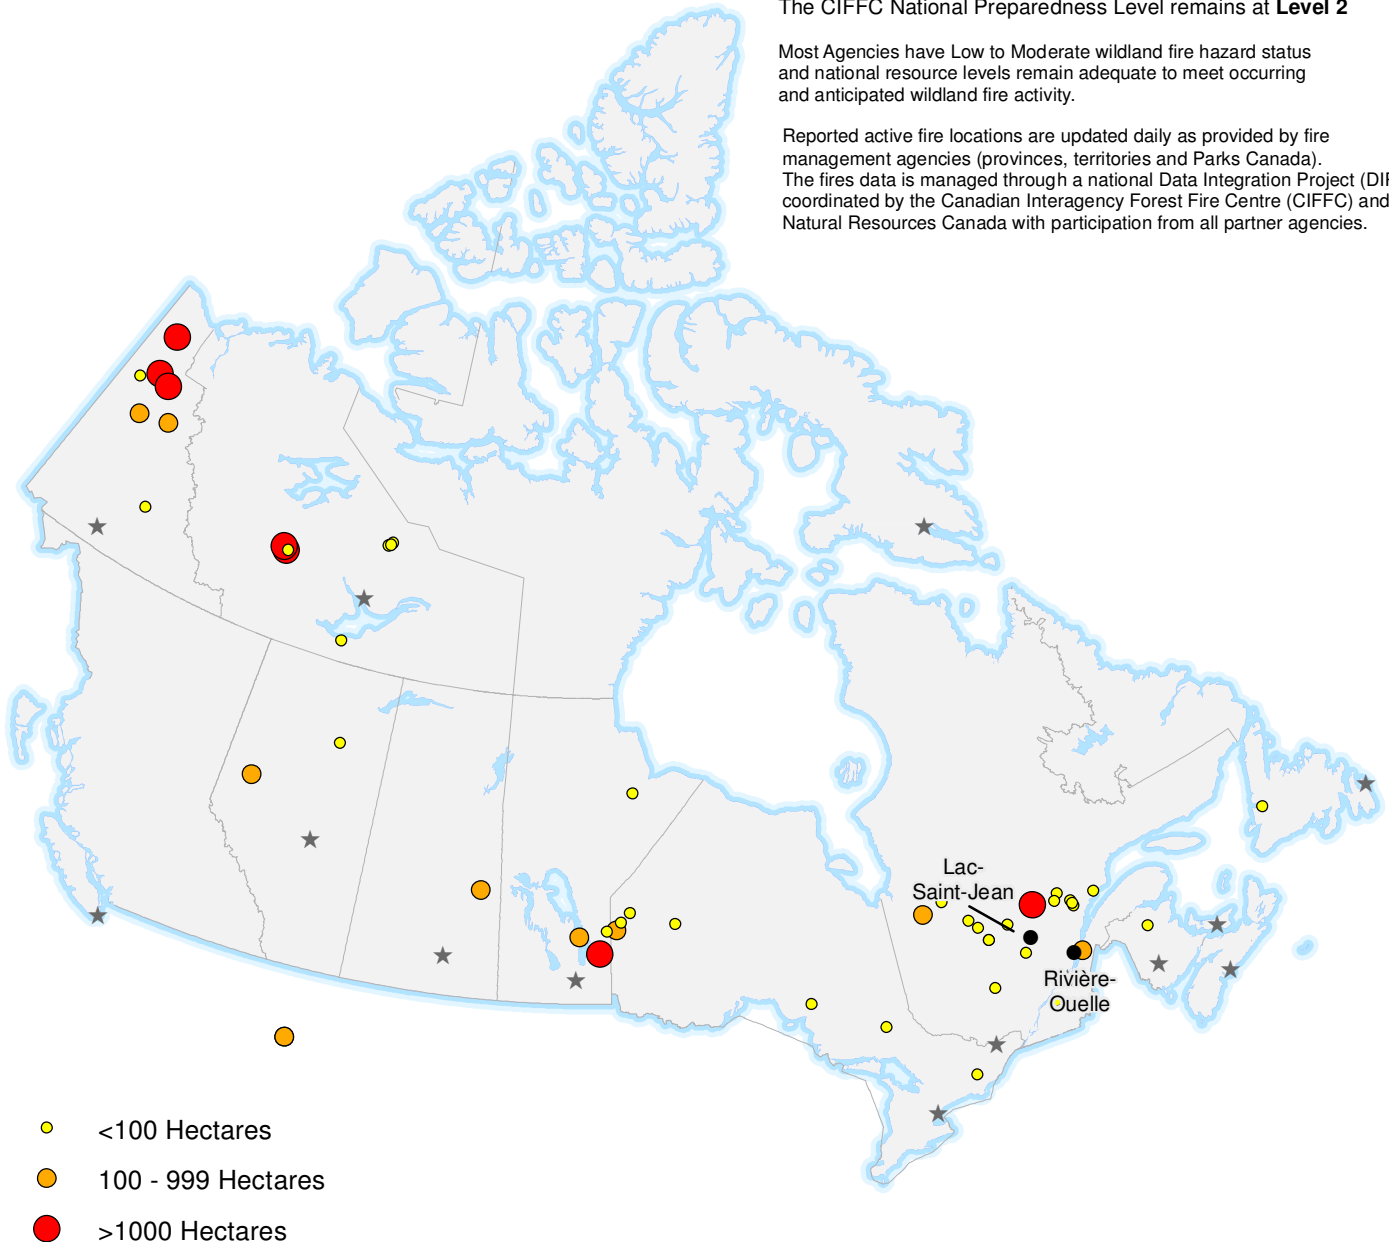 The CIFFC National Preparedness Level remains at Level 2
Most Agencies have Low to Moderate wildland fire hazard status
and national resource levels remain adequate to meet occurring
and anticipated wildland fire activity.
Reported active fire locations are updated daily as provided by fire
management agencies (provinces, territories and Parks Canada).
The fires data is managed through a national Data Integration Project (DIF
coordinated by the Canadian Interagency Forest Fire Centre (CIFFC) and
Natural Resources Canada with participation from all partner agencies.
Lac-
Saint-Jean
Rivière-
Ouelle
<100 Hectares
100 - 999 Hectares
>1000 Hectares